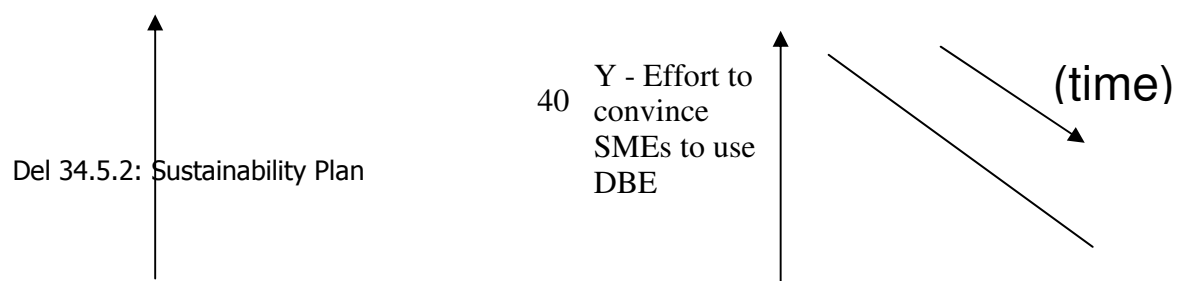 Del 34.5.2: Sustainability Plan
40
Y - Effort to
convince
SMEs to use
DBE
(time)